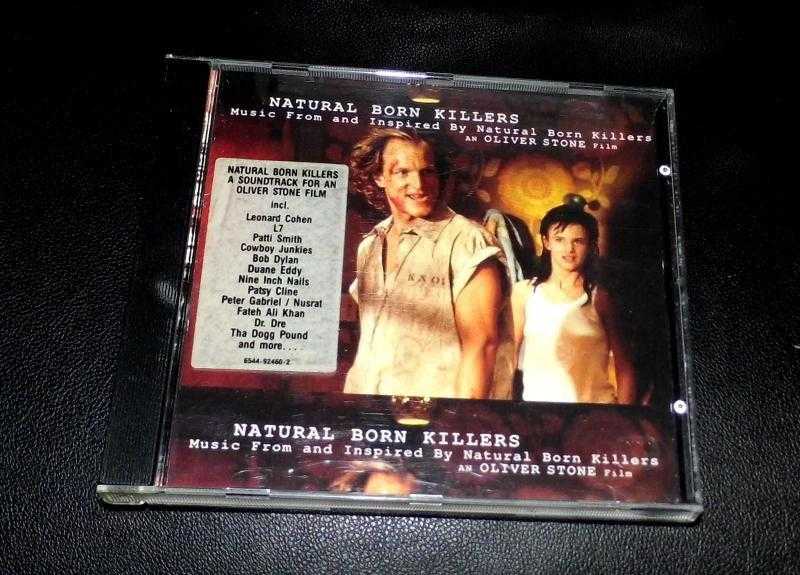 NATURAL BORN KILLERS
Music From and Inspired By Natural Born Killers
AN OLIVER STONE Film
NATURAL BORN KILLERS
A SOUNDTRACK FOR AN
OLIVER STONE FILM
incl.
Leonard Cohen
L7
Patti Smith
Cowboy Junkies
Bob Dylan
Duane Eddy
Nine Inch Nails
Patsy Cline
Peter Gabriel / Nusrat
Fateh Ali Khan
Dr. Dre
Tha Dogg Pound
and more....
6544-92460-2
NATURAL BORN KILLERS
Music From and Inspired By Natural Born Killers
AN OLIVER STONE Film